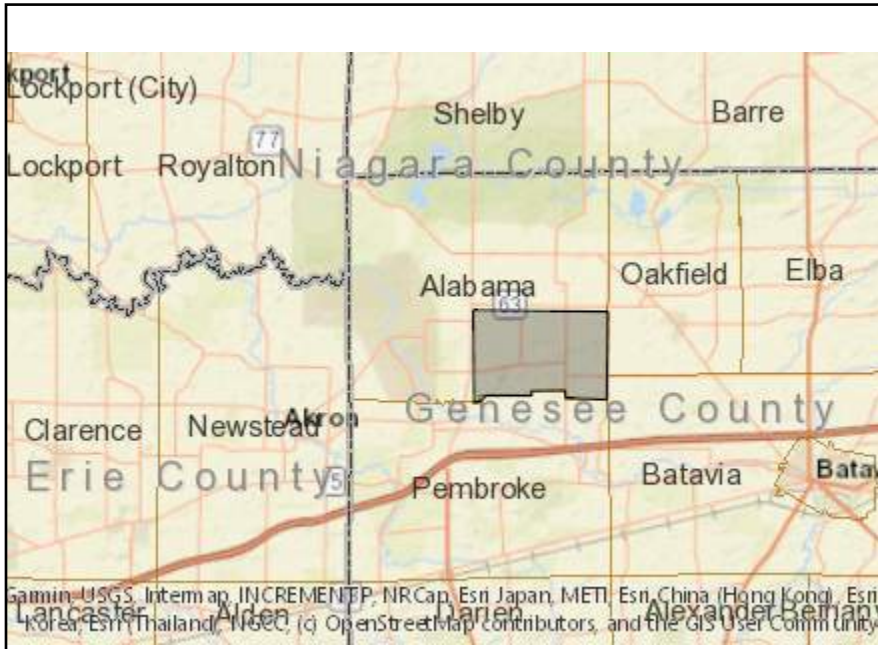 kport
Lockport (City)
Shelby
Barre
77
Lockport
Royalton
Niagara County
Alabama
Oakfield
Elba
63
Genesee County
Akron
Clarence
Newstead
Erie County
5
Pembroke
Batavia
Batav
Garmin, USGS, Intermap, INCREMENT P, NRCan, Esri Japan, METI, Esri China (Hong Kong), Esri
Lancaster
Alden
Darien
Alexander
Bethany
Korea, Esri (Thailand), NGCC, (c) OpenStreetMap contributors, and the GIS User Community